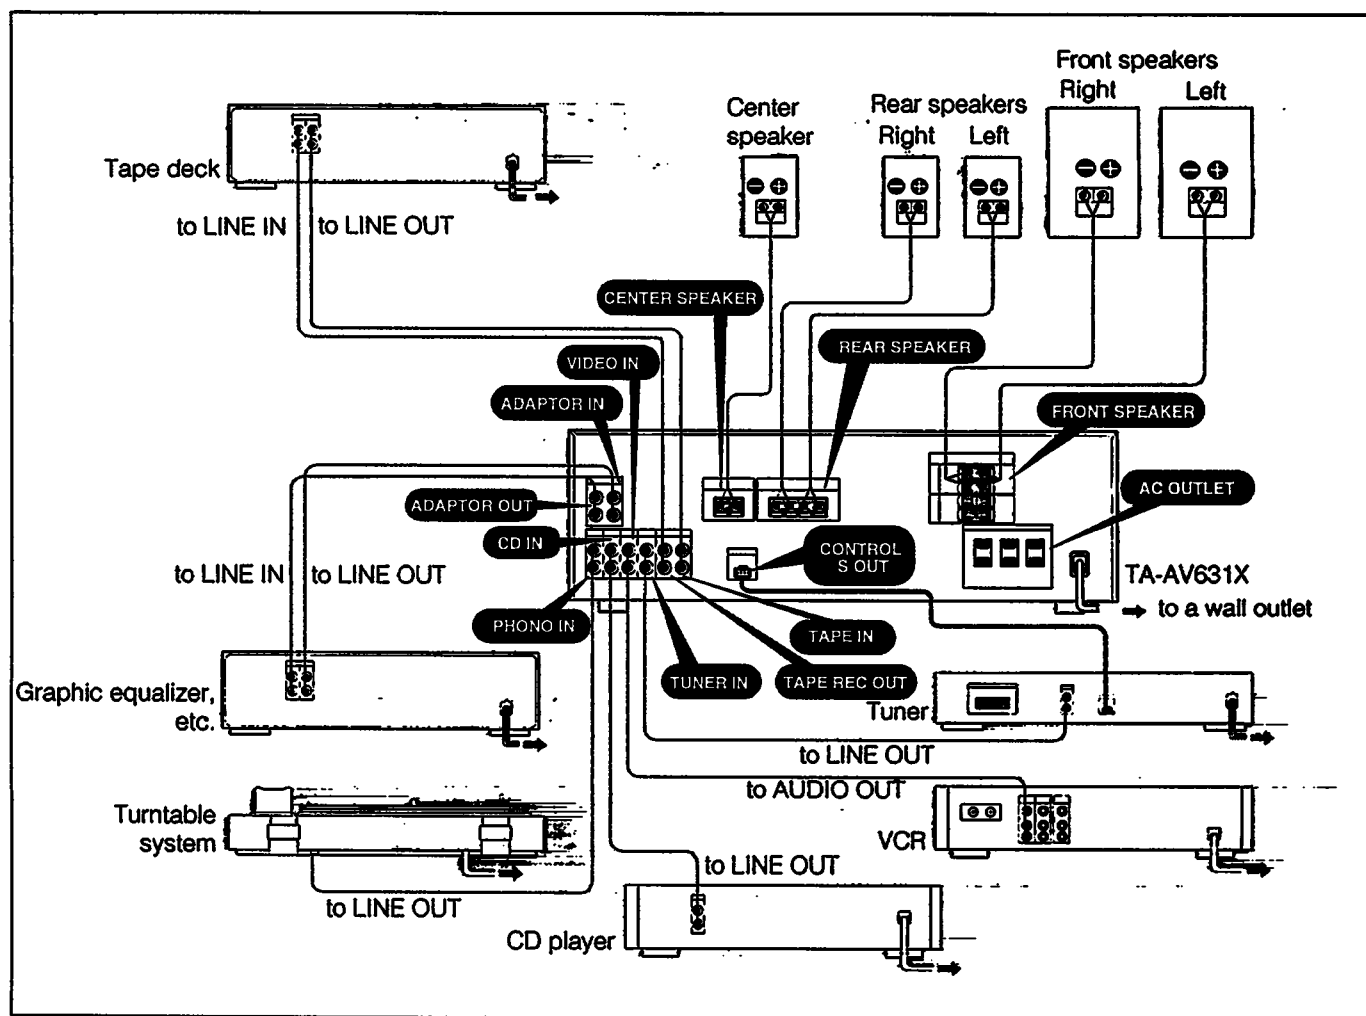 Front speakers
Right
Left
Center
speaker
Rear speakers
Right
Left
Tape deck
to LINE IN
to LINE OUT
CENTER SPEAKER
REAR SPEAKER
VIDEO IN
ADAPTOR IN
FRONT SPEAKER
AC OUTLET
ADAPTOR OUT
CD IN
CONTROL
S OUT
to LINE IN
to LINE OUT
TA-AV631X
to a wall outlet
PHONO IN
TAPE IN
TUNER IN
TAPE REC OUT
Graphic equalizer,
etc.
Tuner
to LINE OUT
to AUDIO OUT
Turntable
system
VCR
to LINE OUT
to LINE OUT
CD player